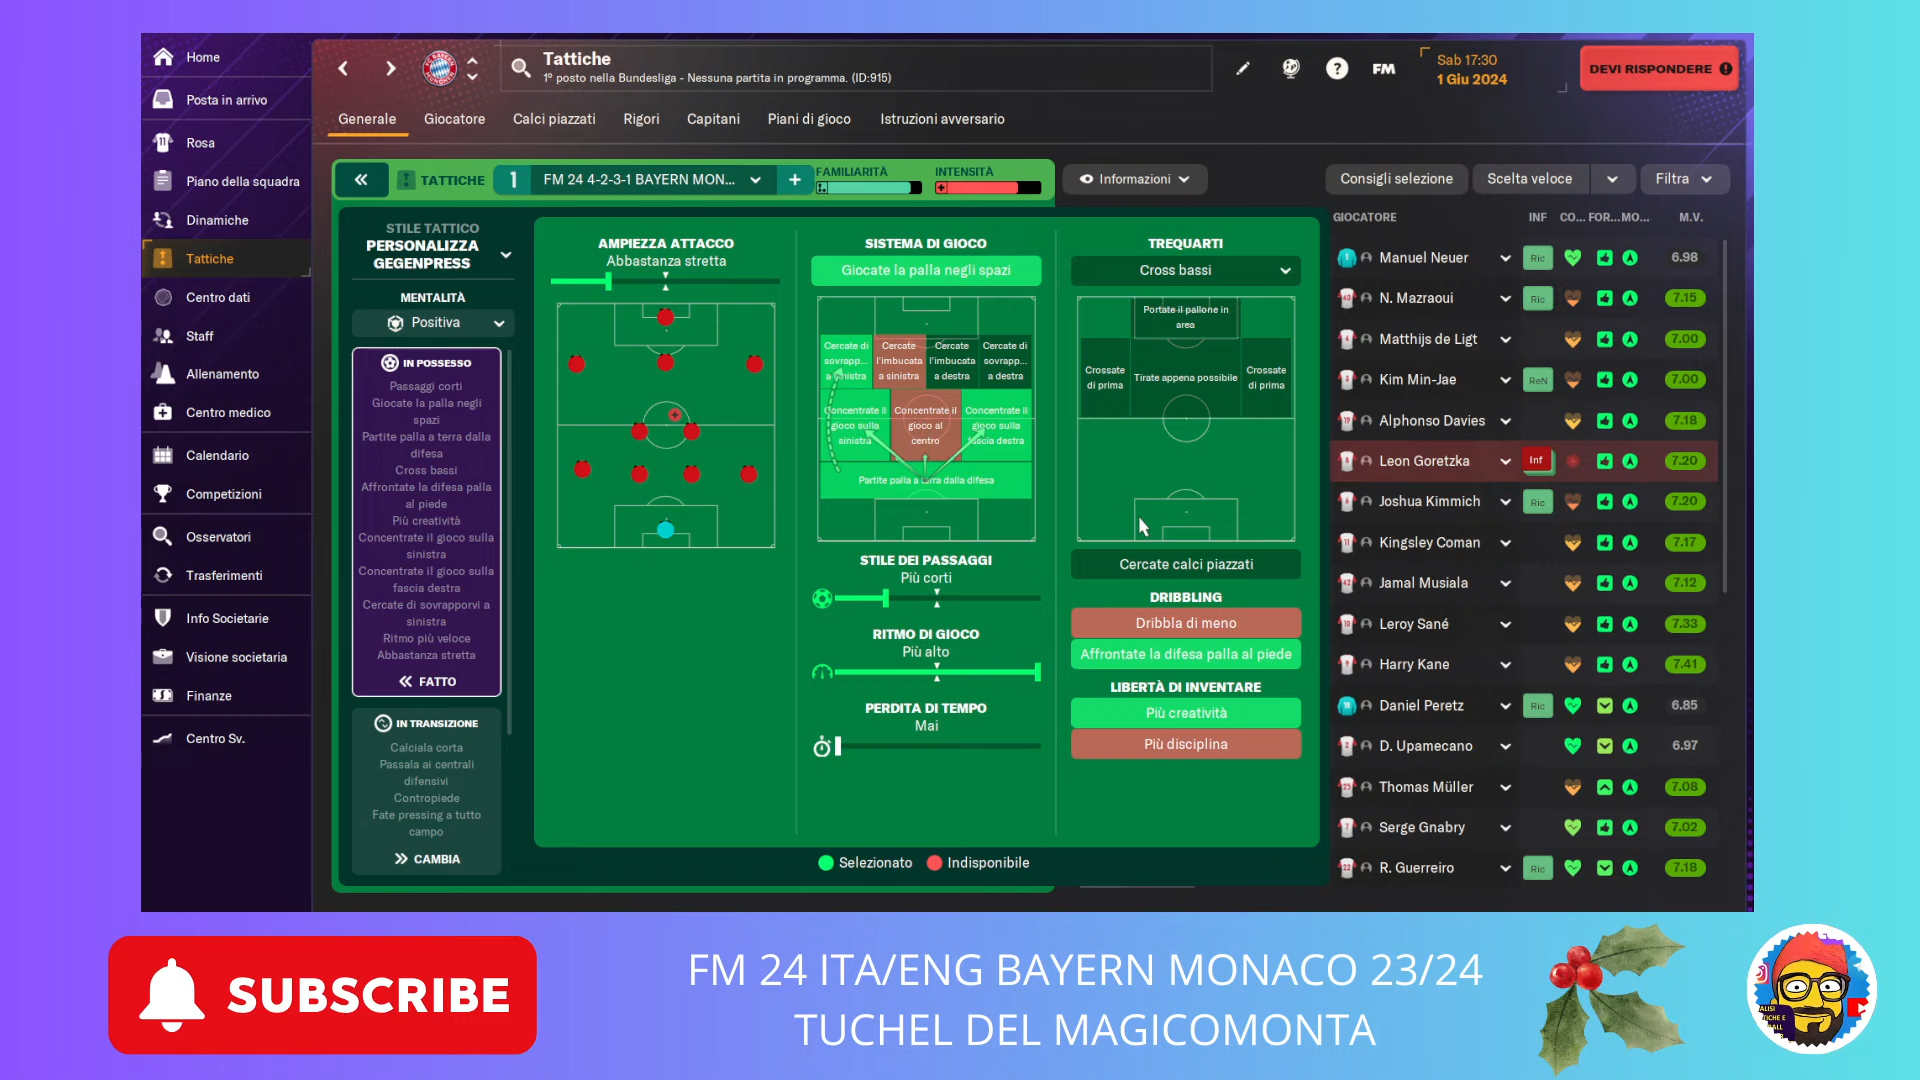 Home
Posta in arrivo
Rosa
Piano della squadra
Dinamiche
Tattiche
Centro dati
Staff
Allenamento
Centro medico
Calendario
Competizioni
Osservatori
Trasferimenti
Info Societarie
Visione societaria
Finanze
Centro Sv.
Tattiche
1º posto nella Bundesliga - Nessuna partita in programma. (ID:915)
FM
Sab 17:30
1 Giu 2024
DEVI RISPONDERE
Generale
Giocatore
Calci piazzati
Rigori
Capitani
Piani di gioco
Istruzioni avversario
TATTICHE
1
FM 24 4-2-3-1 BAYERN MON...
FAMILIARITÀ
INTENSITÀ
Informazioni
Consigli selezione
Scelta veloce
Filtra
STILE TATTICO
PERSONALIZZA
GEGENPRESS
MENTALITÀ
Positiva
IN POSSESSO
Passaggi corti
Giocate la palla negli
spazi
Partite palla a terra dalla
difesa
Cross bassi
Affrontate la difesa palla
al piede
Più creatività
Concentrate il gioco sulla
sinistra
Concentrate il gioco sulla
fascia destra
Cercate di sovrapporvi a
sinistra
Ritmo più veloce
Abbastanza stretta
FATTO
IN TRANSIZIONE
Calciala corta
Passala ai centrali
difensivi
Contropiede
Fate pressing a tutto
campo
CAMBIA
AMPIEZZA ATTACCO
Abbastanza stretta
SISTEMA DI GIOCO
Giocate la palla negli spazi
Cercate di
sovrapp...
a sinistra
Cercate
l'imbucata
a sinistra
Cercate
l'imbucata
a destra
Cercate di
sovrapp...
a destra
Concentrate il
gioco sulla
sinistra
Concentrate il
gioco al
centro
Concentrate il
gioco sulla
fascia destra
Partite palla a terra dalla difesa
STILE DEI PASSAGGI
Più corti
RITMO DI GIOCO
Più alto
PERDITA DI TEMPO
Mai
TREQUARTI
Cross bassi
Portate il pallone in
area
Crossate
di prima
Tirate appena possibile
Crossate
di prima
Cercate calci piazzati
DRIBBLING
Dribbla di meno
Affrontate la difesa palla al piede
LIBERTÀ DI INVENTARE
Più creatività
Più disciplina
Selezionato
Indisponibile
GIOCATORE INF CO... FOR... MO... M.V.
Manuel Neuer Ric 6.98
N. Mazraoui Ric 7.15
Matthijs de Ligt 7.00
Kim Min-Jae ReN 7.00
Alphonso Davies 7.18
Leon Goretzka Inf 7.20
Joshua Kimmich Ric 7.20
Kingsley Coman 7.17
Jamal Musiala 7.12
Leroy Sané 7.33
Harry Kane 7.41
Daniel Peretz Ric 6.85
D. Upamecano 6.97
Thomas Müller 7.08
Serge Gnabry 7.02
R. Guerreiro Ric 7.18
SUBSCRIBE
FM 24 ITA/ENG BAYERN MONACO 23/24
TUCHEL DEL MAGICOMONTA